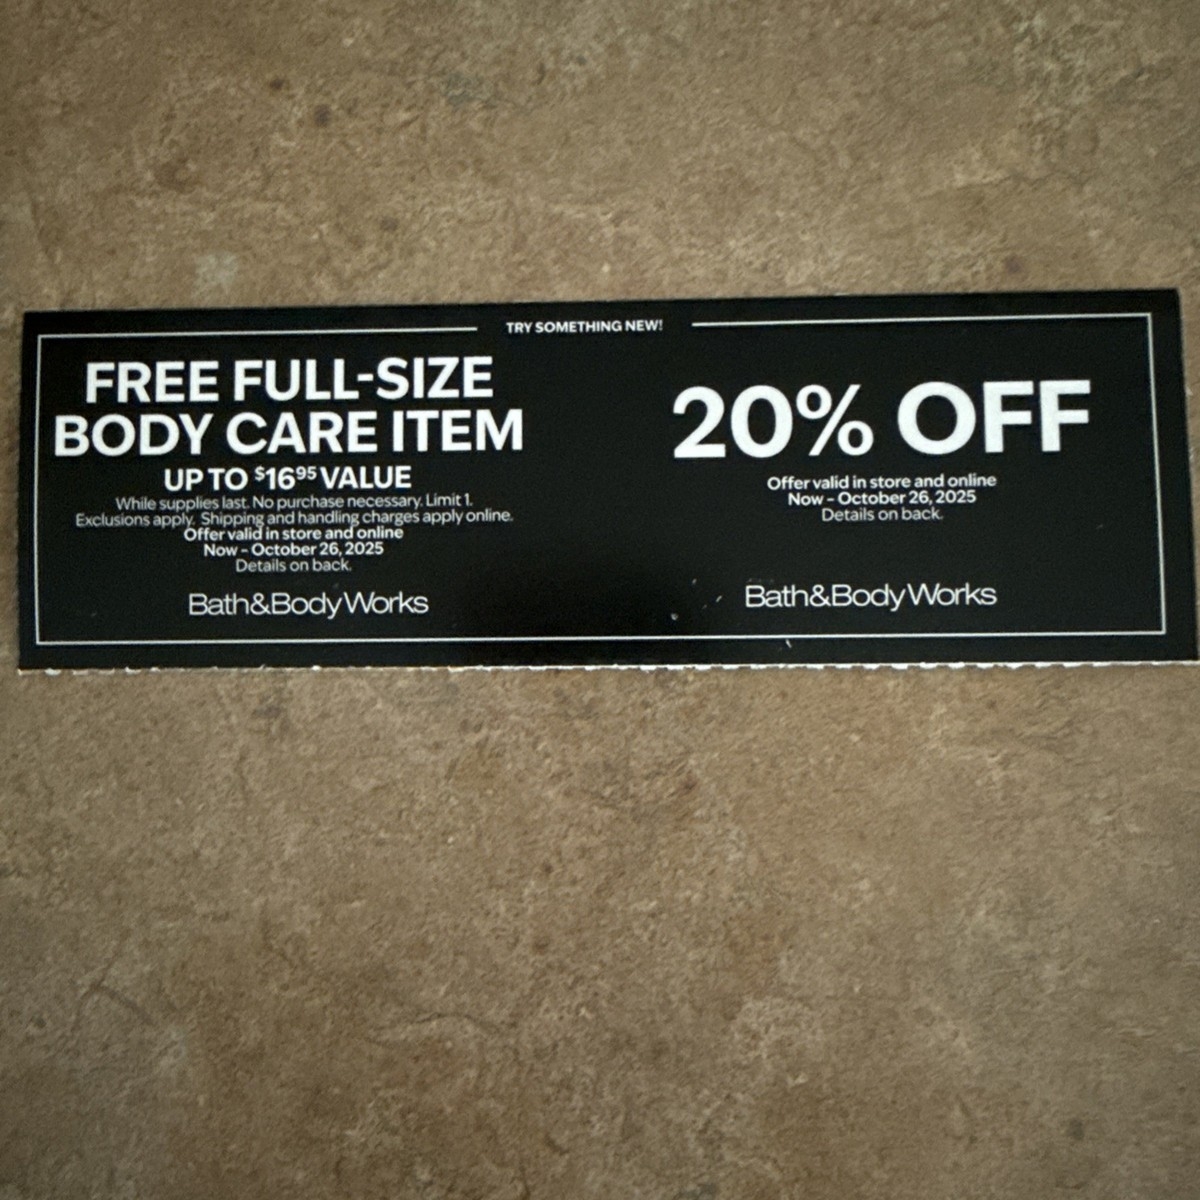 TRY SOMETHING NEW!
FREE FULL-SIZE
BODY CARE ITEM
UP TO $16.95 VALUE
While supplies last. No purchase necessary. Limit 1.
Exclusions apply. Shipping and handling charges apply online.
Offer valid in store and online
Now – October 26, 2025
Details on back.
Bath&BodyWorks
20% OFF
Offer valid in store and online
Now – October 26, 2025
Details on back.
Bath&BodyWorks